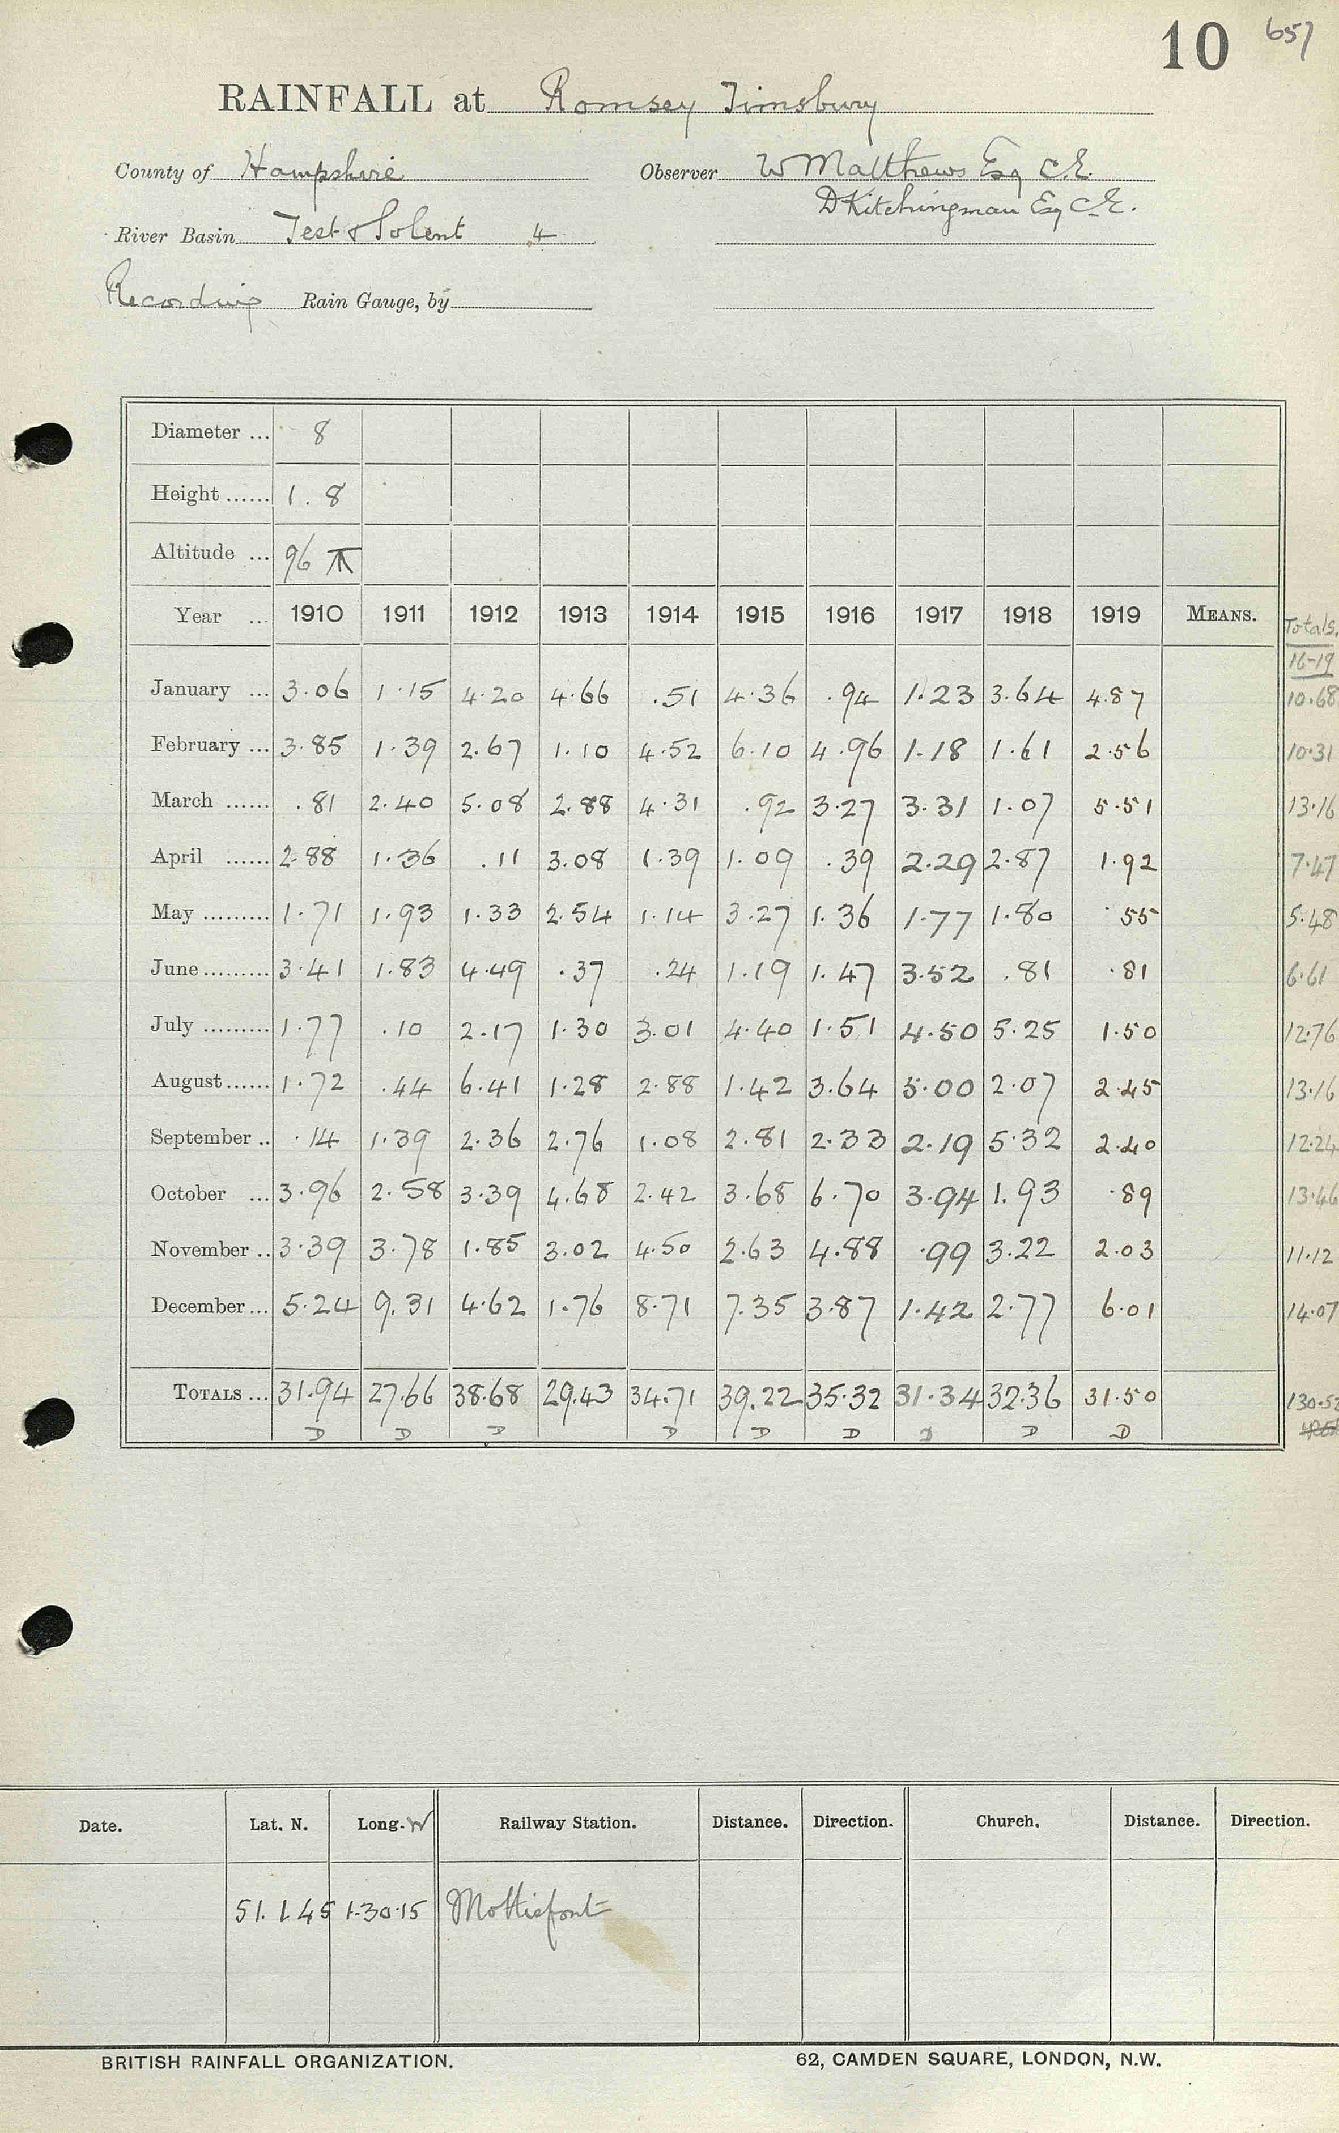 10 657
RAINFALL at Romsey Timsbury
County of Hampshire Observer W Matthews Esq C.E.
D Kitchingman Esq C.E.
River Basin Test & Solent 4
Recording Rain Gauge, by
Diameter ... 8
Height ...... 1. 8
Altitude ... 96
Year ... 1910 1911 1912 1913 1914 1915 1916 1917 1918 1919 MEANS. Totals.
16-19
January ... 3.06 1.15 4.20 4.66 .51 4.36 .94 1.23 3.64 4.87 10.68
February ... 3.85 1.39 2.67 1.10 4.52 6.10 4.96 1.18 1.61 2.56 10.31
March ...... .81 2.40 5.08 2.88 4.31 .92 3.27 3.31 1.07 5.51 13.16
April ...... 2.88 1.36 .11 3.08 1.39 1.09 .39 2.29 2.87 1.92 7.47
May ......... 1.71 1.93 1.33 2.54 1.14 3.27 1.36 1.77 1.80 .55 5.48
June ......... 3.41 1.83 4.49 .37 .24 1.19 1.47 3.52 .81 .81 6.61
July ......... 1.77 .10 2.17 1.30 3.01 4.40 1.51 4.50 5.25 1.50 12.76
August ...... 1.72 .44 6.41 1.28 2.88 1.42 3.64 5.00 2.07 2.45 13.16
September .. .14 1.39 2.36 2.76 1.08 2.81 2.33 2.19 5.32 2.40 12.24
October ... 3.96 2.58 3.39 4.68 2.42 3.68 6.70 3.94 1.93 .89 13.46
November .. 3.39 3.78 1.85 3.02 4.50 2.63 4.88 .99 3.22 2.03 11.12
December ... 5.24 9.31 4.62 1.76 8.71 7.35 3.87 1.42 2.77 6.01 14.07
TOTALS ... 31.94 27.66 38.68 29.43 34.71 39.22 35.32 31.34 32.36 31.50 130.52
D D D D D D D D D
Date. Lat. N. Long. W Railway Station. Distance. Direction. Church. Distance. Direction.
51. 1.45 1.30.15 Mottisfont
BRITISH RAINFALL ORGANIZATION. 62, CAMDEN SQUARE, LONDON, N.W.